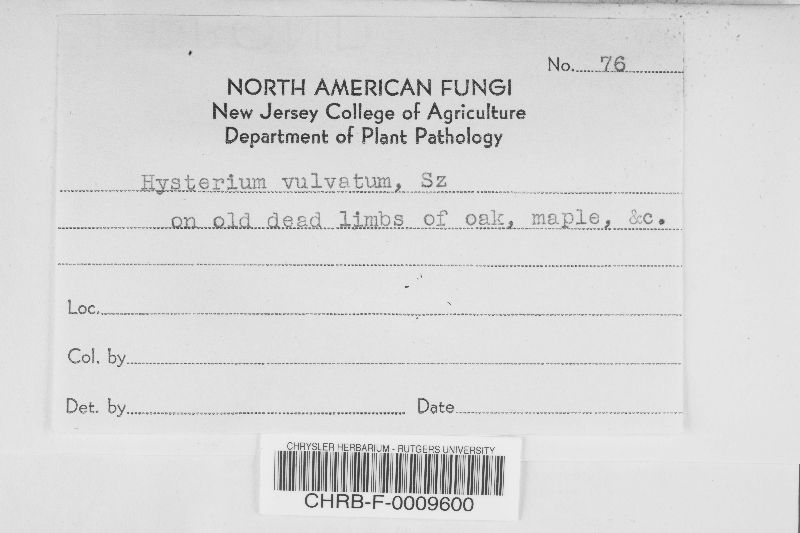 No. 76
NORTH AMERICAN FUNGI
New Jersey College of Agriculture
Department of Plant Pathology
Hysterium vulvatum, Sz
on old dead limbs of oak, maple, &c.
Loc.
Col. by
Det. by Date
CHRYSLER HERBARIUM - RUTGERS UNIVERSITY
CHRB-F-0009600